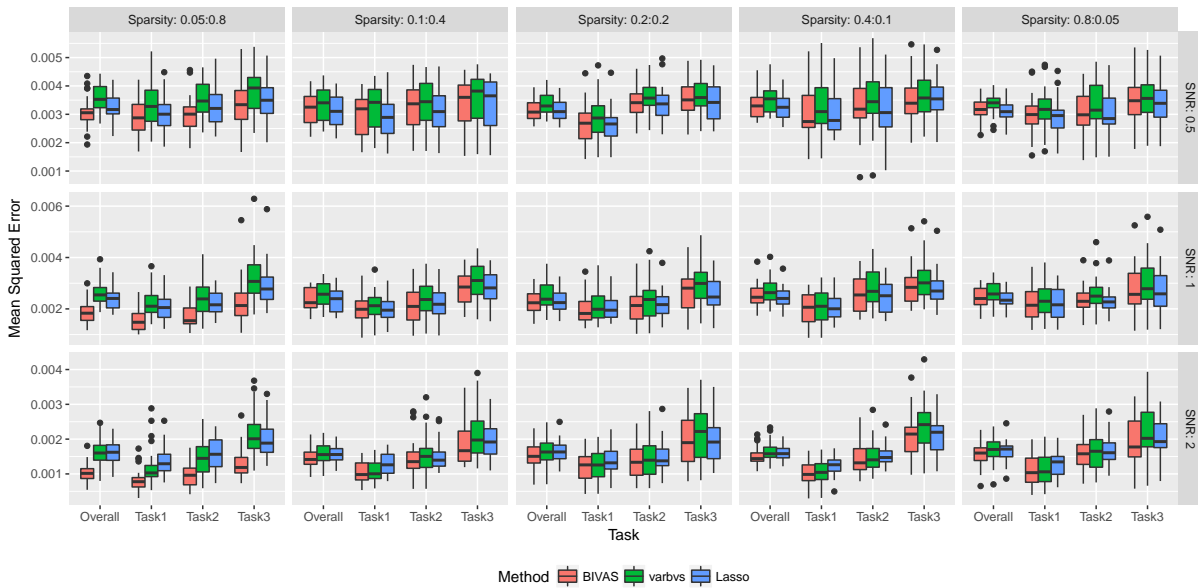 Sparsity: 0.05:0.8 Sparsity: 0.1:0.4 Sparsity: 0.2:0.2 Sparsity: 0.4:0.1 Sparsity: 0.8:0.05
Mean Squared Error
0.005
0.004
0.003
0.002
0.001
SNR: 0.5
0.006
0.004
0.002
SNR: 1
0.004
0.003
0.002
0.001
SNR: 2
Overall Task1 Task2 Task3 Overall Task1 Task2 Task3 Overall Task1 Task2 Task3 Overall Task1 Task2 Task3 Overall Task1 Task2 Task3
Task
Method BIVAS varbvs Lasso